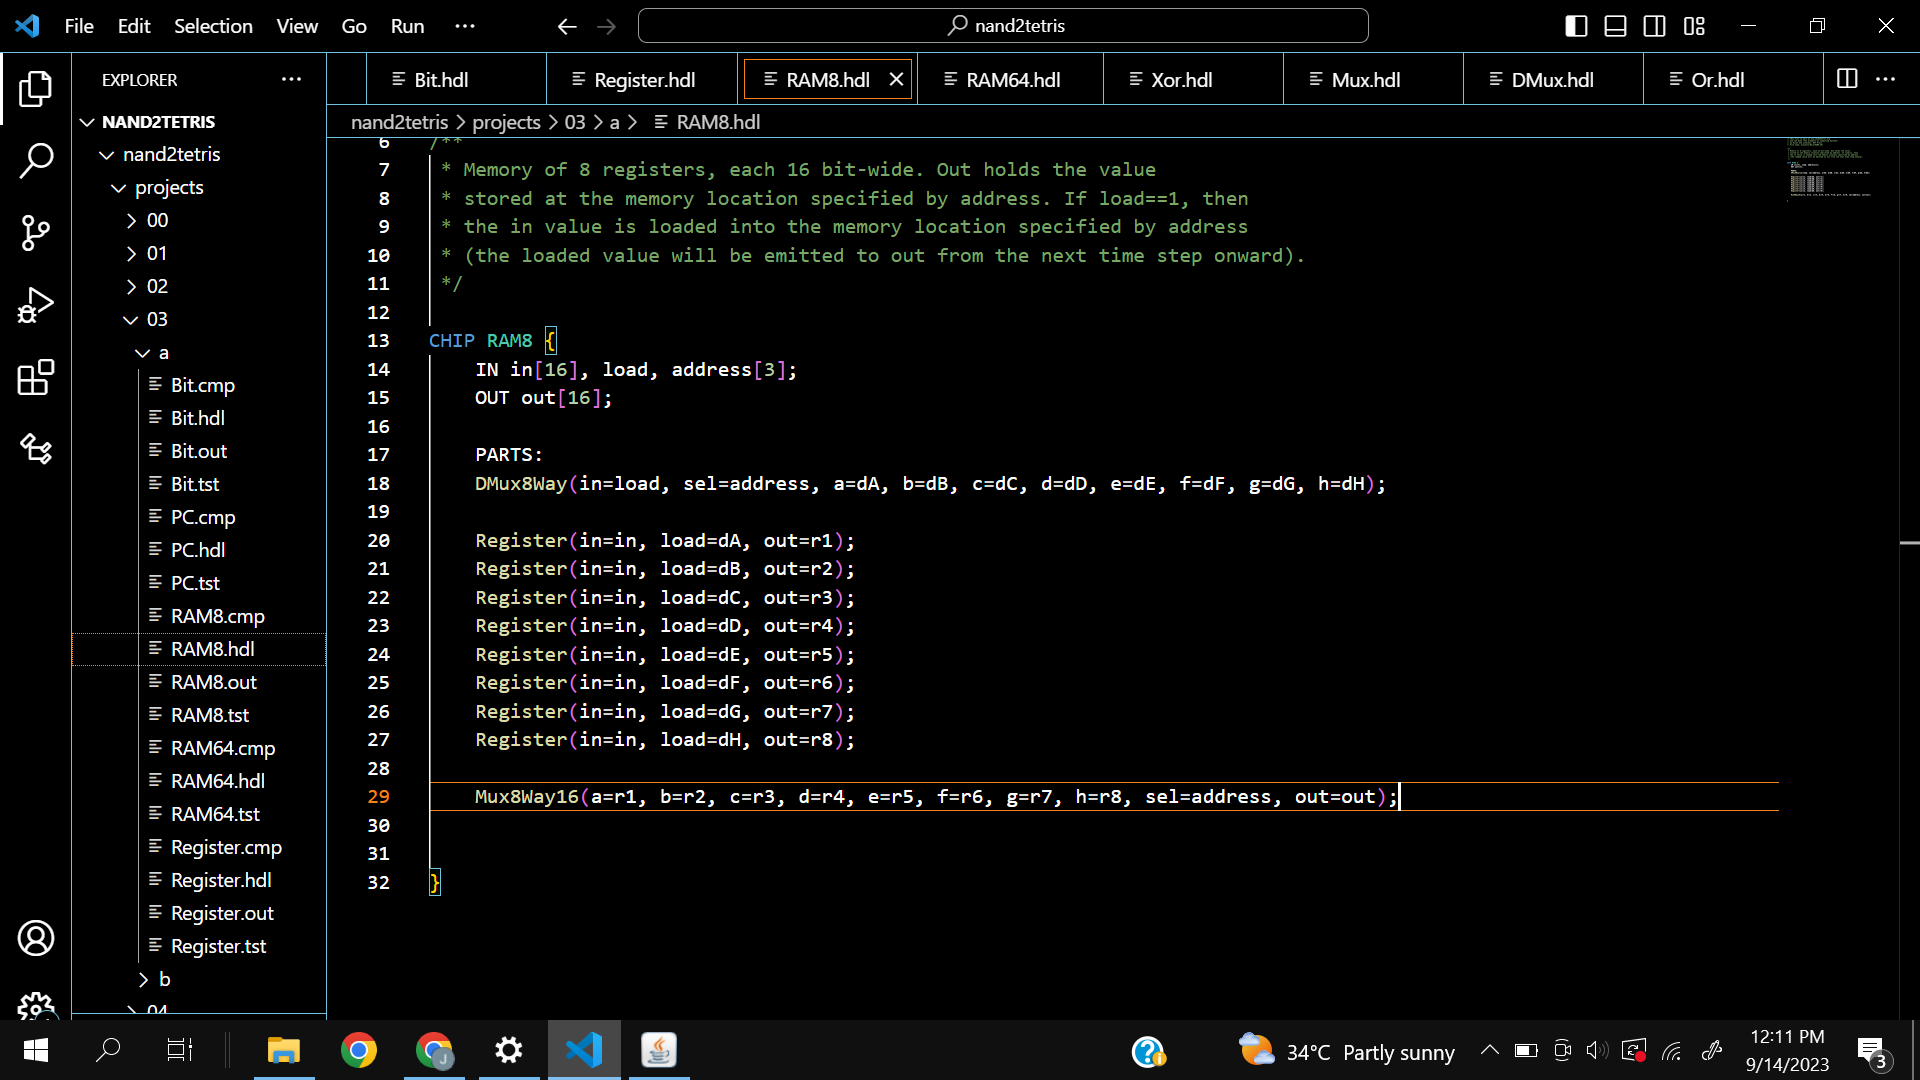 File Edit Selection View Go Run ···
nand2tetris
EXPLORER ···
Bit.hdl Register.hdl RAM8.hdl RAM64.hdl Xor.hdl Mux.hdl DMux.hdl Or.hdl
nand2tetris > projects > 03 > a > RAM8.hdl
NAND2TETRIS
nand2tetris
projects
00
01
02
03
a
Bit.cmp
Bit.hdl
Bit.out
Bit.tst
PC.cmp
PC.hdl
PC.tst
RAM8.cmp
RAM8.hdl
RAM8.out
RAM8.tst
RAM64.cmp
RAM64.hdl
RAM64.tst
Register.cmp
Register.hdl
Register.out
Register.tst
b
04
6 /**
7 * Memory of 8 registers, each 16 bit-wide. Out holds the value
8 * stored at the memory location specified by address. If load==1, then
9 * the in value is loaded into the memory location specified by address
10 * (the loaded value will be emitted to out from the next time step onward).
11 */
12
13 CHIP RAM8 {
14 IN in[16], load, address[3];
15 OUT out[16];
16
17 PARTS:
18 DMux8Way(in=load, sel=address, a=dA, b=dB, c=dC, d=dD, e=dE, f=dF, g=dG, h=dH);
19
20 Register(in=in, load=dA, out=r1);
21 Register(in=in, load=dB, out=r2);
22 Register(in=in, load=dC, out=r3);
23 Register(in=in, load=dD, out=r4);
24 Register(in=in, load=dE, out=r5);
25 Register(in=in, load=dF, out=r6);
26 Register(in=in, load=dG, out=r7);
27 Register(in=in, load=dH, out=r8);
28
29 Mux8Way16(a=r1, b=r2, c=r3, d=r4, e=r5, f=r6, g=r7, h=r8, sel=address, out=out);
30
31
32 }
J
34°C Partly sunny
12:11 PM
9/14/2023
3